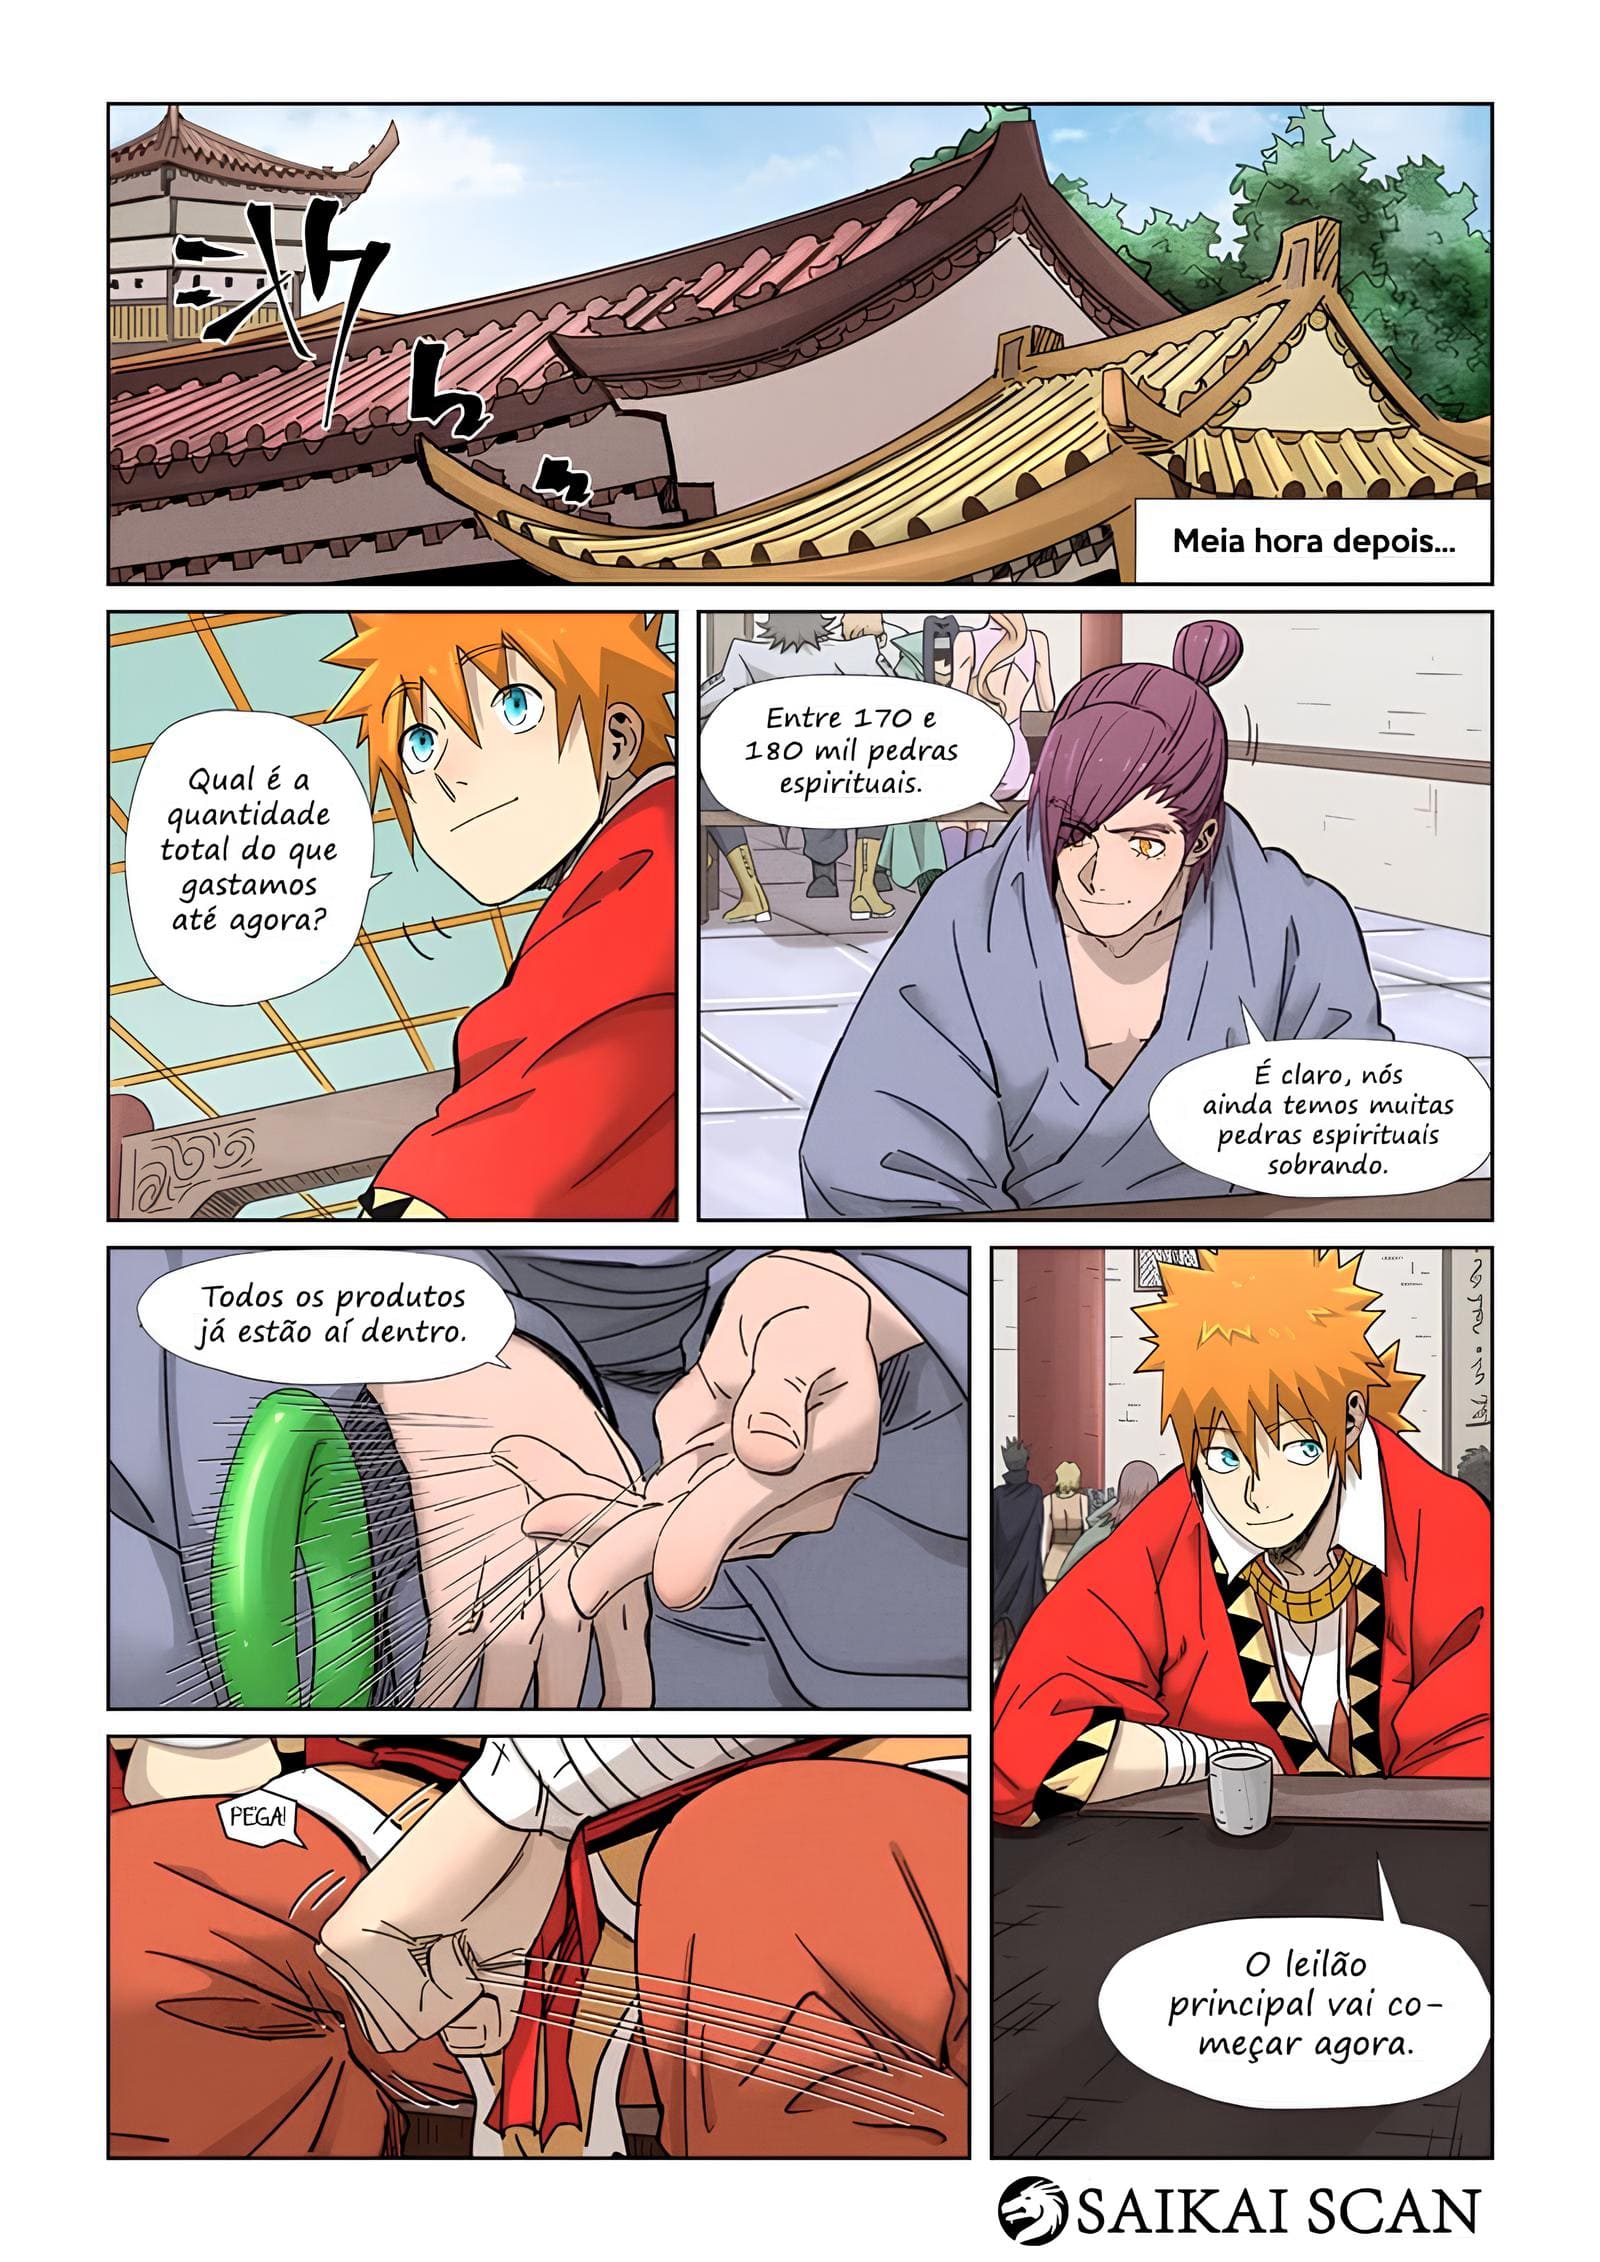 Meia hora depois...
Qual é a
quantidade
total do que
gastamos
até agora?
Entre 170 e
180 mil pedras
espirituais.
É claro, nós
ainda temos muitas
pedras espirituais
sobrando.
Todos os produtos
já estão aí dentro.
PEGA!
O leilão
principal vai co-
meçar agora.
SAIKAI SCAN